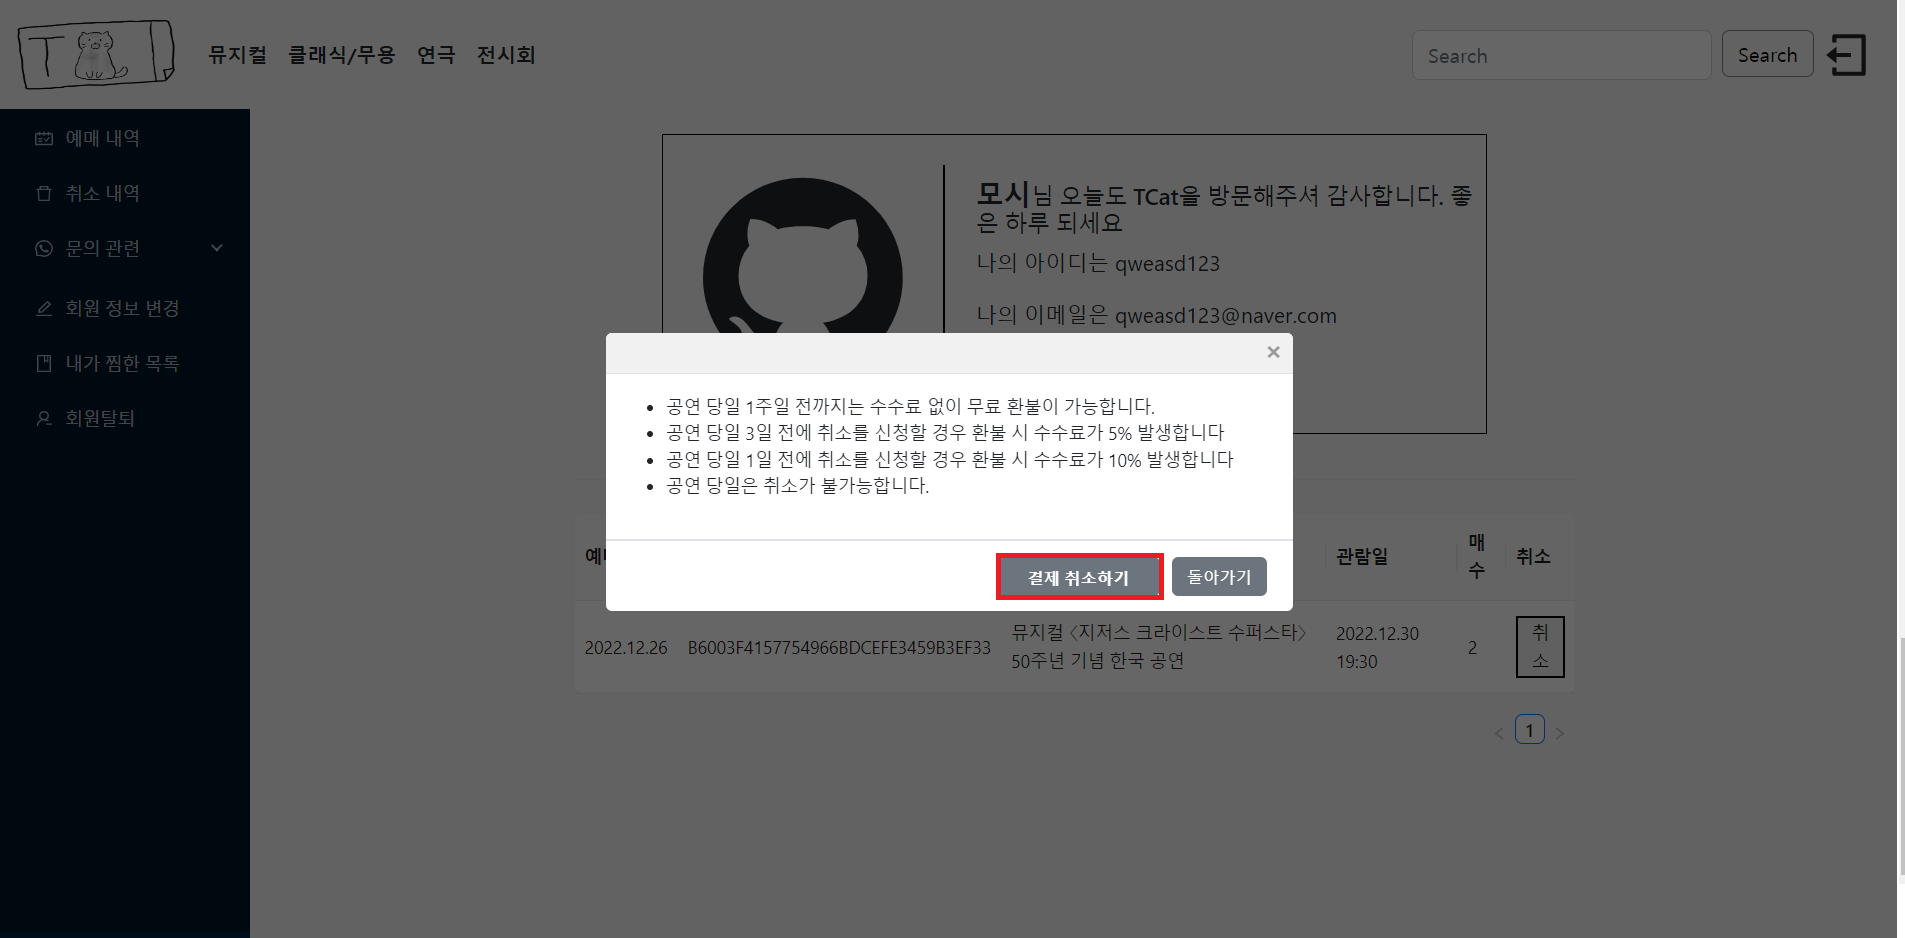 T
뮤지컬 클래식/무용 연극 전시회
Search
Search
예매 내역
취소 내역
문의 관련
회원 정보 변경
내가 찜한 목록
회원탈퇴
모시님 오늘도 TCat을 방문해주셔 감사합니다. 좋
은 하루 되세요
나의 아이디는 qweasd123
나의 이메일은 qweasd123@naver.com
×
공연 당일 1주일 전까지는 수수료 없이 무료 환불이 가능합니다.
공연 당일 3일 전에 취소를 신청할 경우 환불 시 수수료가 5% 발생합니다
공연 당일 1일 전에 취소를 신청할 경우 환불 시 수수료가 10% 발생합니다
공연 당일은 취소가 불가능합니다.
결제 취소하기
돌아가기
관람일
매
수
취소
2022.12.26
B6003F4157754966BDCEFE3459B3EF33
뮤지컬 〈지저스 크라이스트 수퍼스타〉
50주년 기념 한국 공연
2022.12.30
19:30
2
취
소
< 1 >